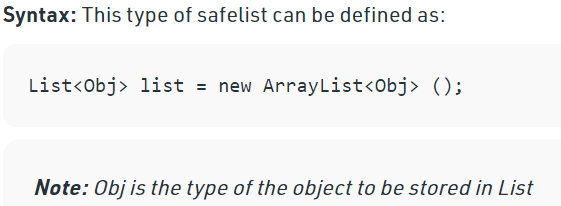 Syntax: This type of safelist can be defined as:
List<Obj> list = new ArrayList<Obj> ();
Note: Obj is the type of the object to be stored in List